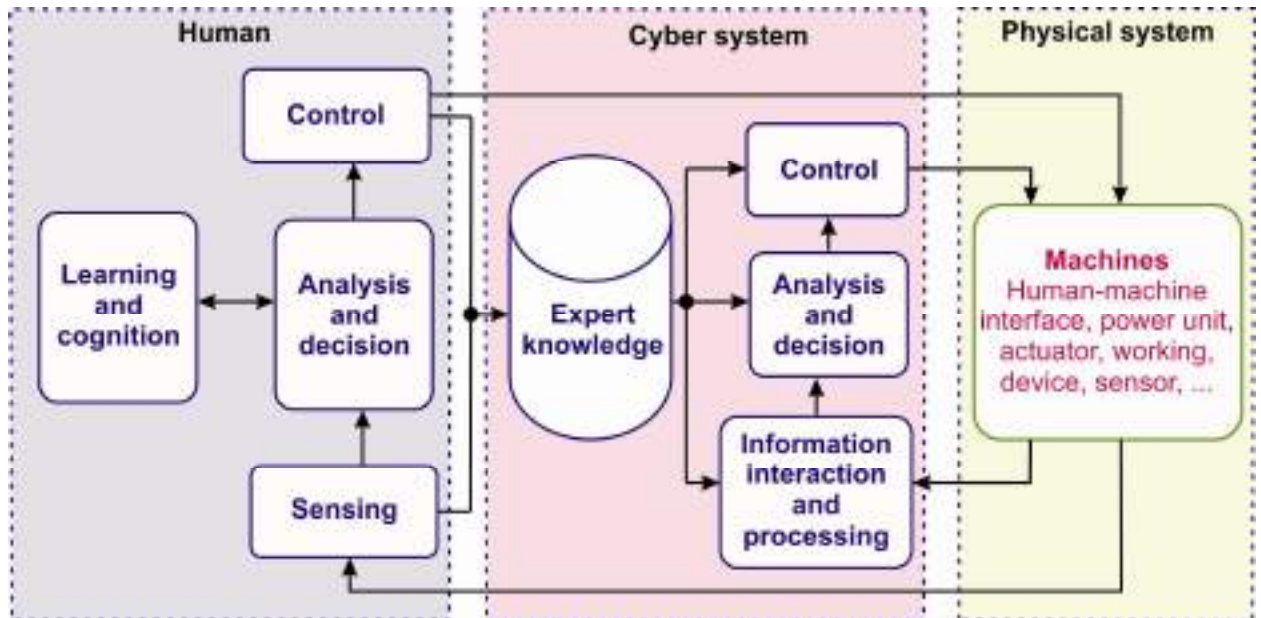 Human
Control
Learning
and
cognition
Analysis
and
decision
Sensing
Cyber system
Expert
knowledge
Control
Analysis
and
decision
Information
interaction
and
processing
Physical system
Machines
Human-machine
interface, power unit,
actuator, working,
device, sensor, ...